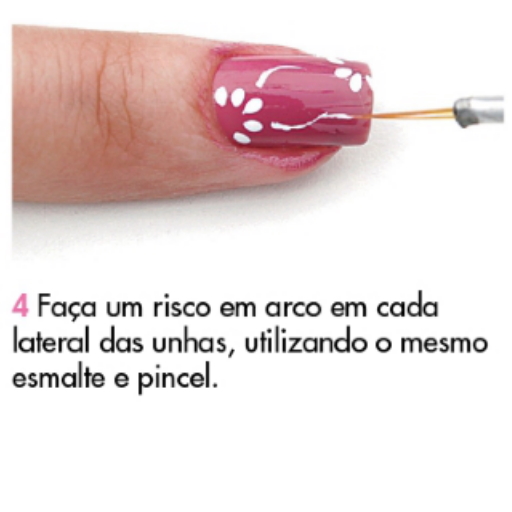 4 Faça um risco em arco em cada
lateral das unhas, utilizando o mesmo
esmalte e pincel.